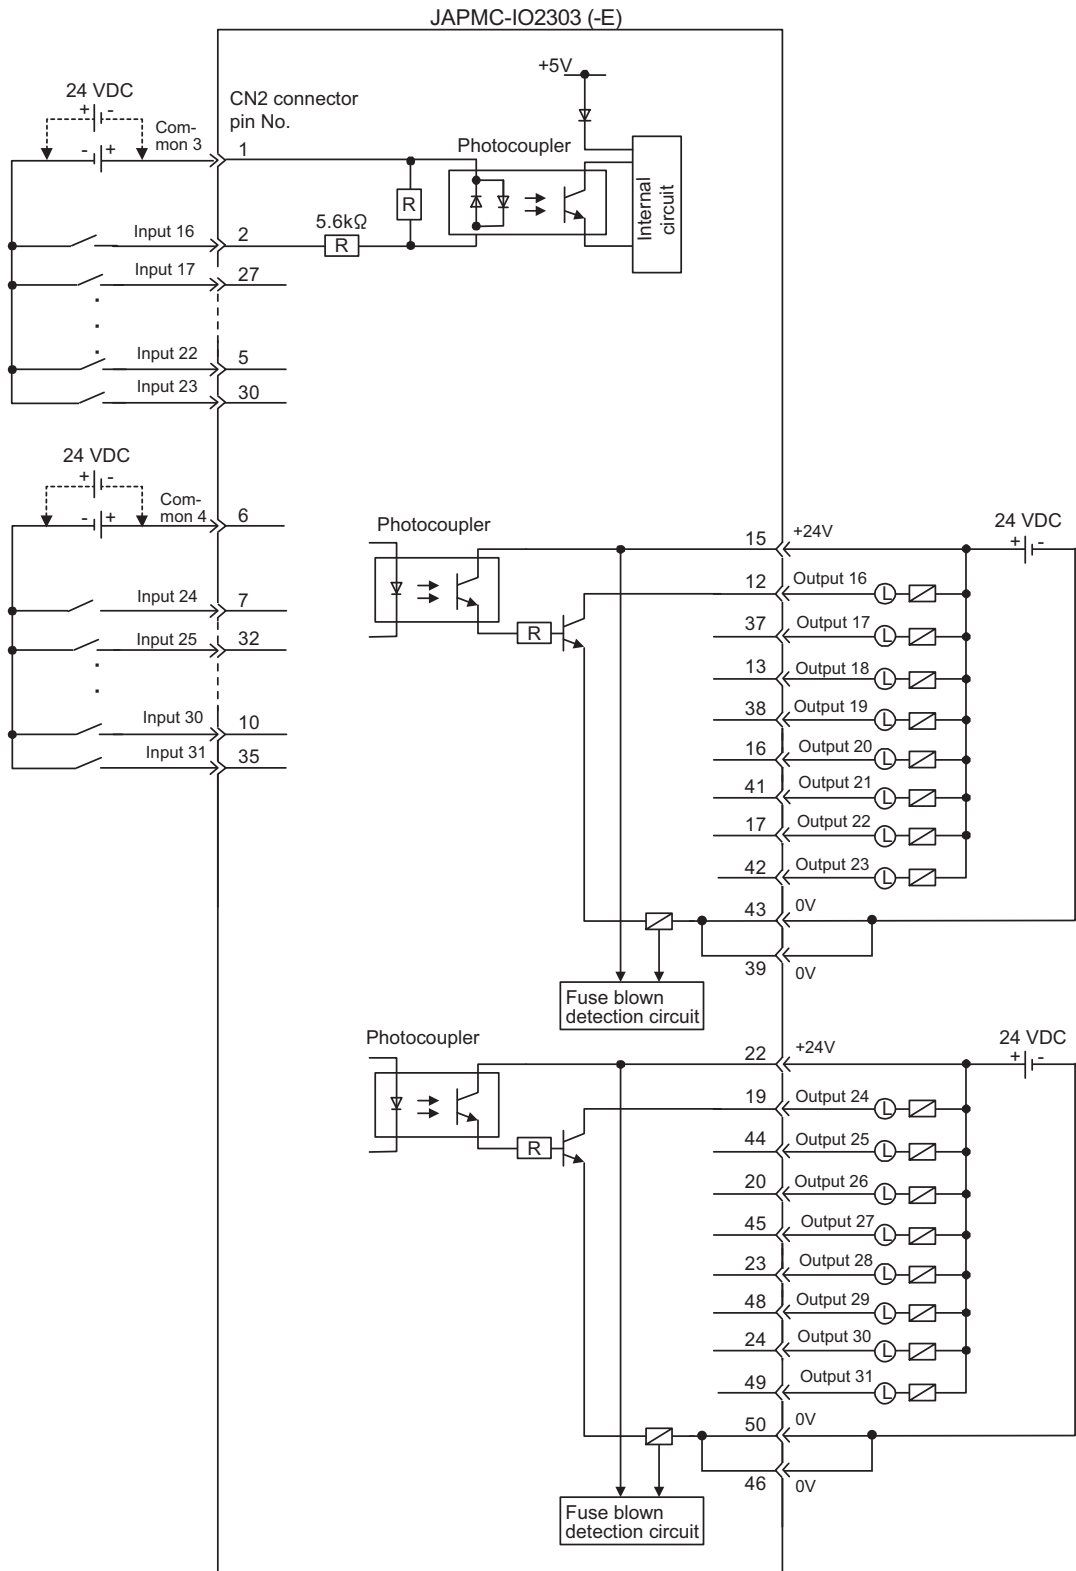 JAPMC-IO2303 (-E)
+5V
24 VDC
+ -
CN2 connector
pin No.
Com-
mon 3
- +
1
Photocoupler
Internal
circuit
R
5.6kΩ
R
Input 16
2
Input 17
27
Input 22
5
Input 23
30
24 VDC
+ -
Com-
mon 4
- +
6
Input 24
7
Input 25
32
Input 30
10
Input 31
35
Photocoupler
R
15
+24V
24 VDC
+ -
12
Output 16
L
37
Output 17
L
13
Output 18
L
38
Output 19
L
16
Output 20
L
41
Output 21
L
17
Output 22
L
42
Output 23
L
43
0V
39
0V
Fuse blown
detection circuit
Photocoupler
R
22
+24V
24 VDC
+ -
19
Output 24
L
44
Output 25
L
20
Output 26
L
45
Output 27
L
23
Output 28
L
48
Output 29
L
24
Output 30
L
49
Output 31
L
50
0V
46
0V
Fuse blown
detection circuit